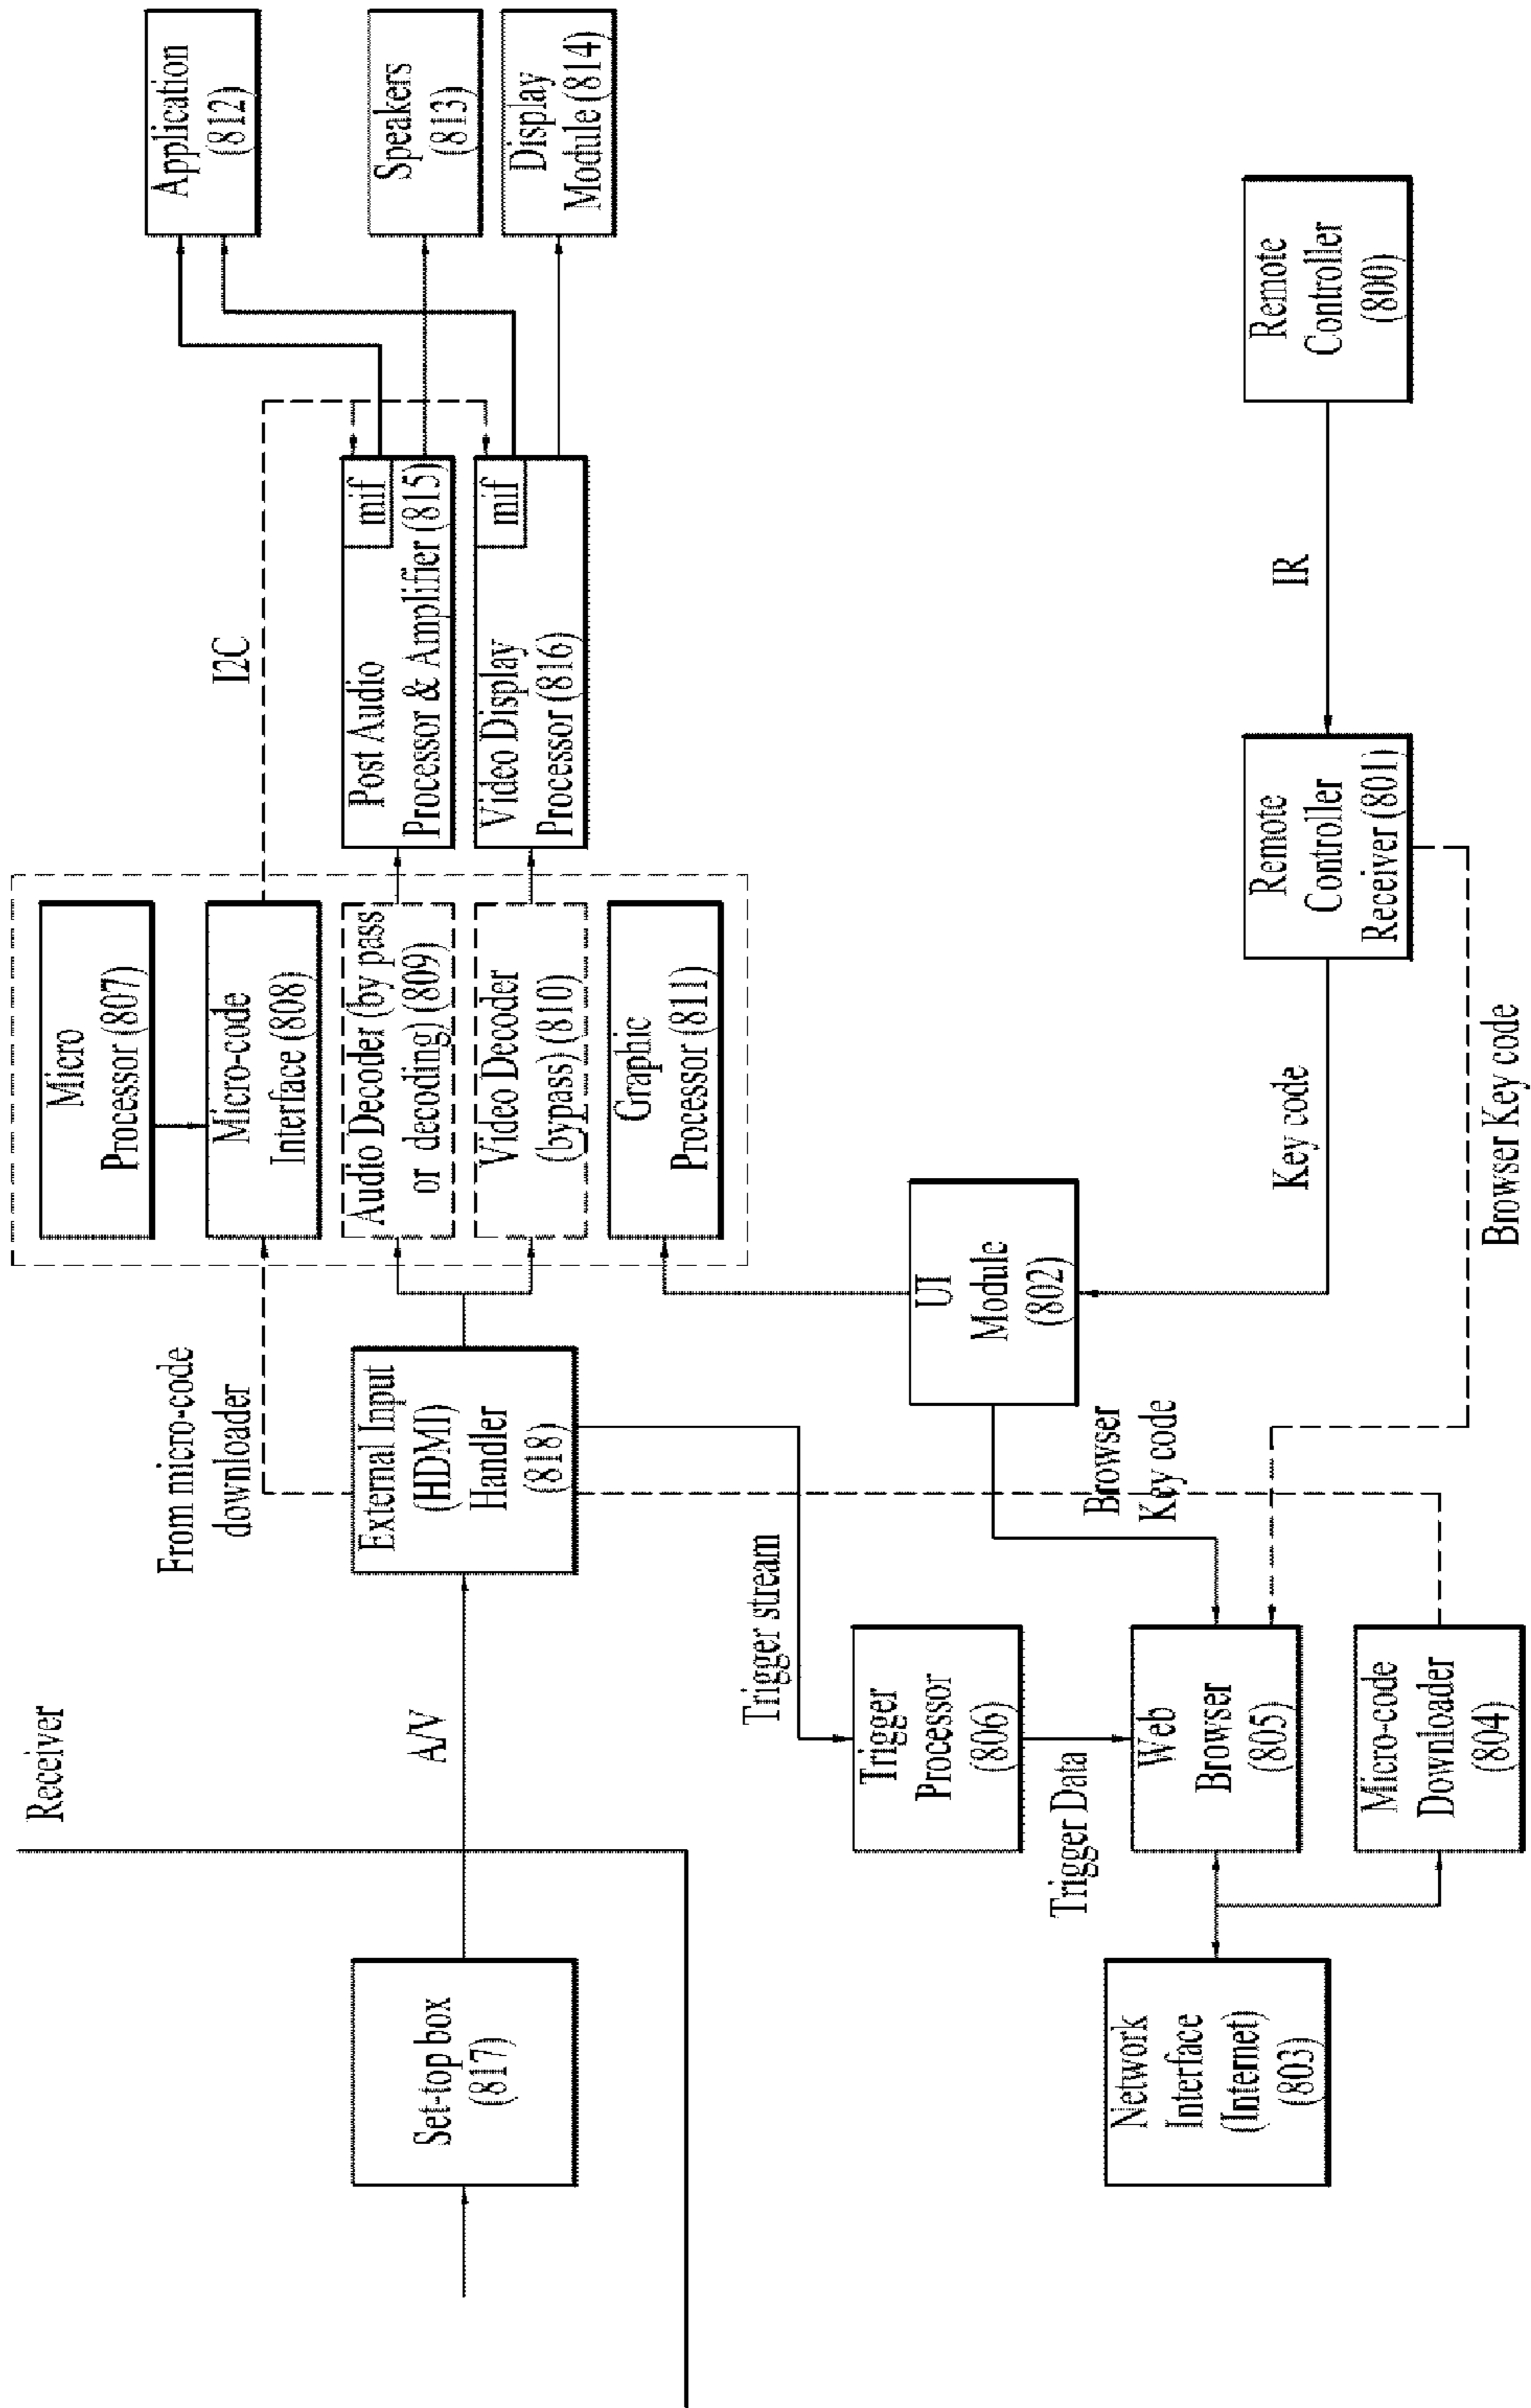 Receiver
Set-top box
(817)
A/V
External Input
(HDMI)
Handler
(818)
From micro-code
downloader
Micro
Processor (807)
Micro-code
Interface (808)
Audio Decoder (by pass
or decoding) (809)
Video Decoder
(bypass) (810)
Graphic
Processor (811)
I2C
mif
Post Audio
Processor & Amplifier (815)
mif
Video Display
Processor (816)
Application
(812)
Speakers
(813)
Display
Module (814)
Trigger stream
Trigger
Processor
(806)
Trigger Data
UI
Module
(802)
Browser
Key code
Network
Interface
(Internet)
(803)
Web
Browser
(805)
Micro-code
Downloader
(804)
Key code
Browser Key code
Remote
Controller
Receiver (801)
IR
Remote
Controller
(800)